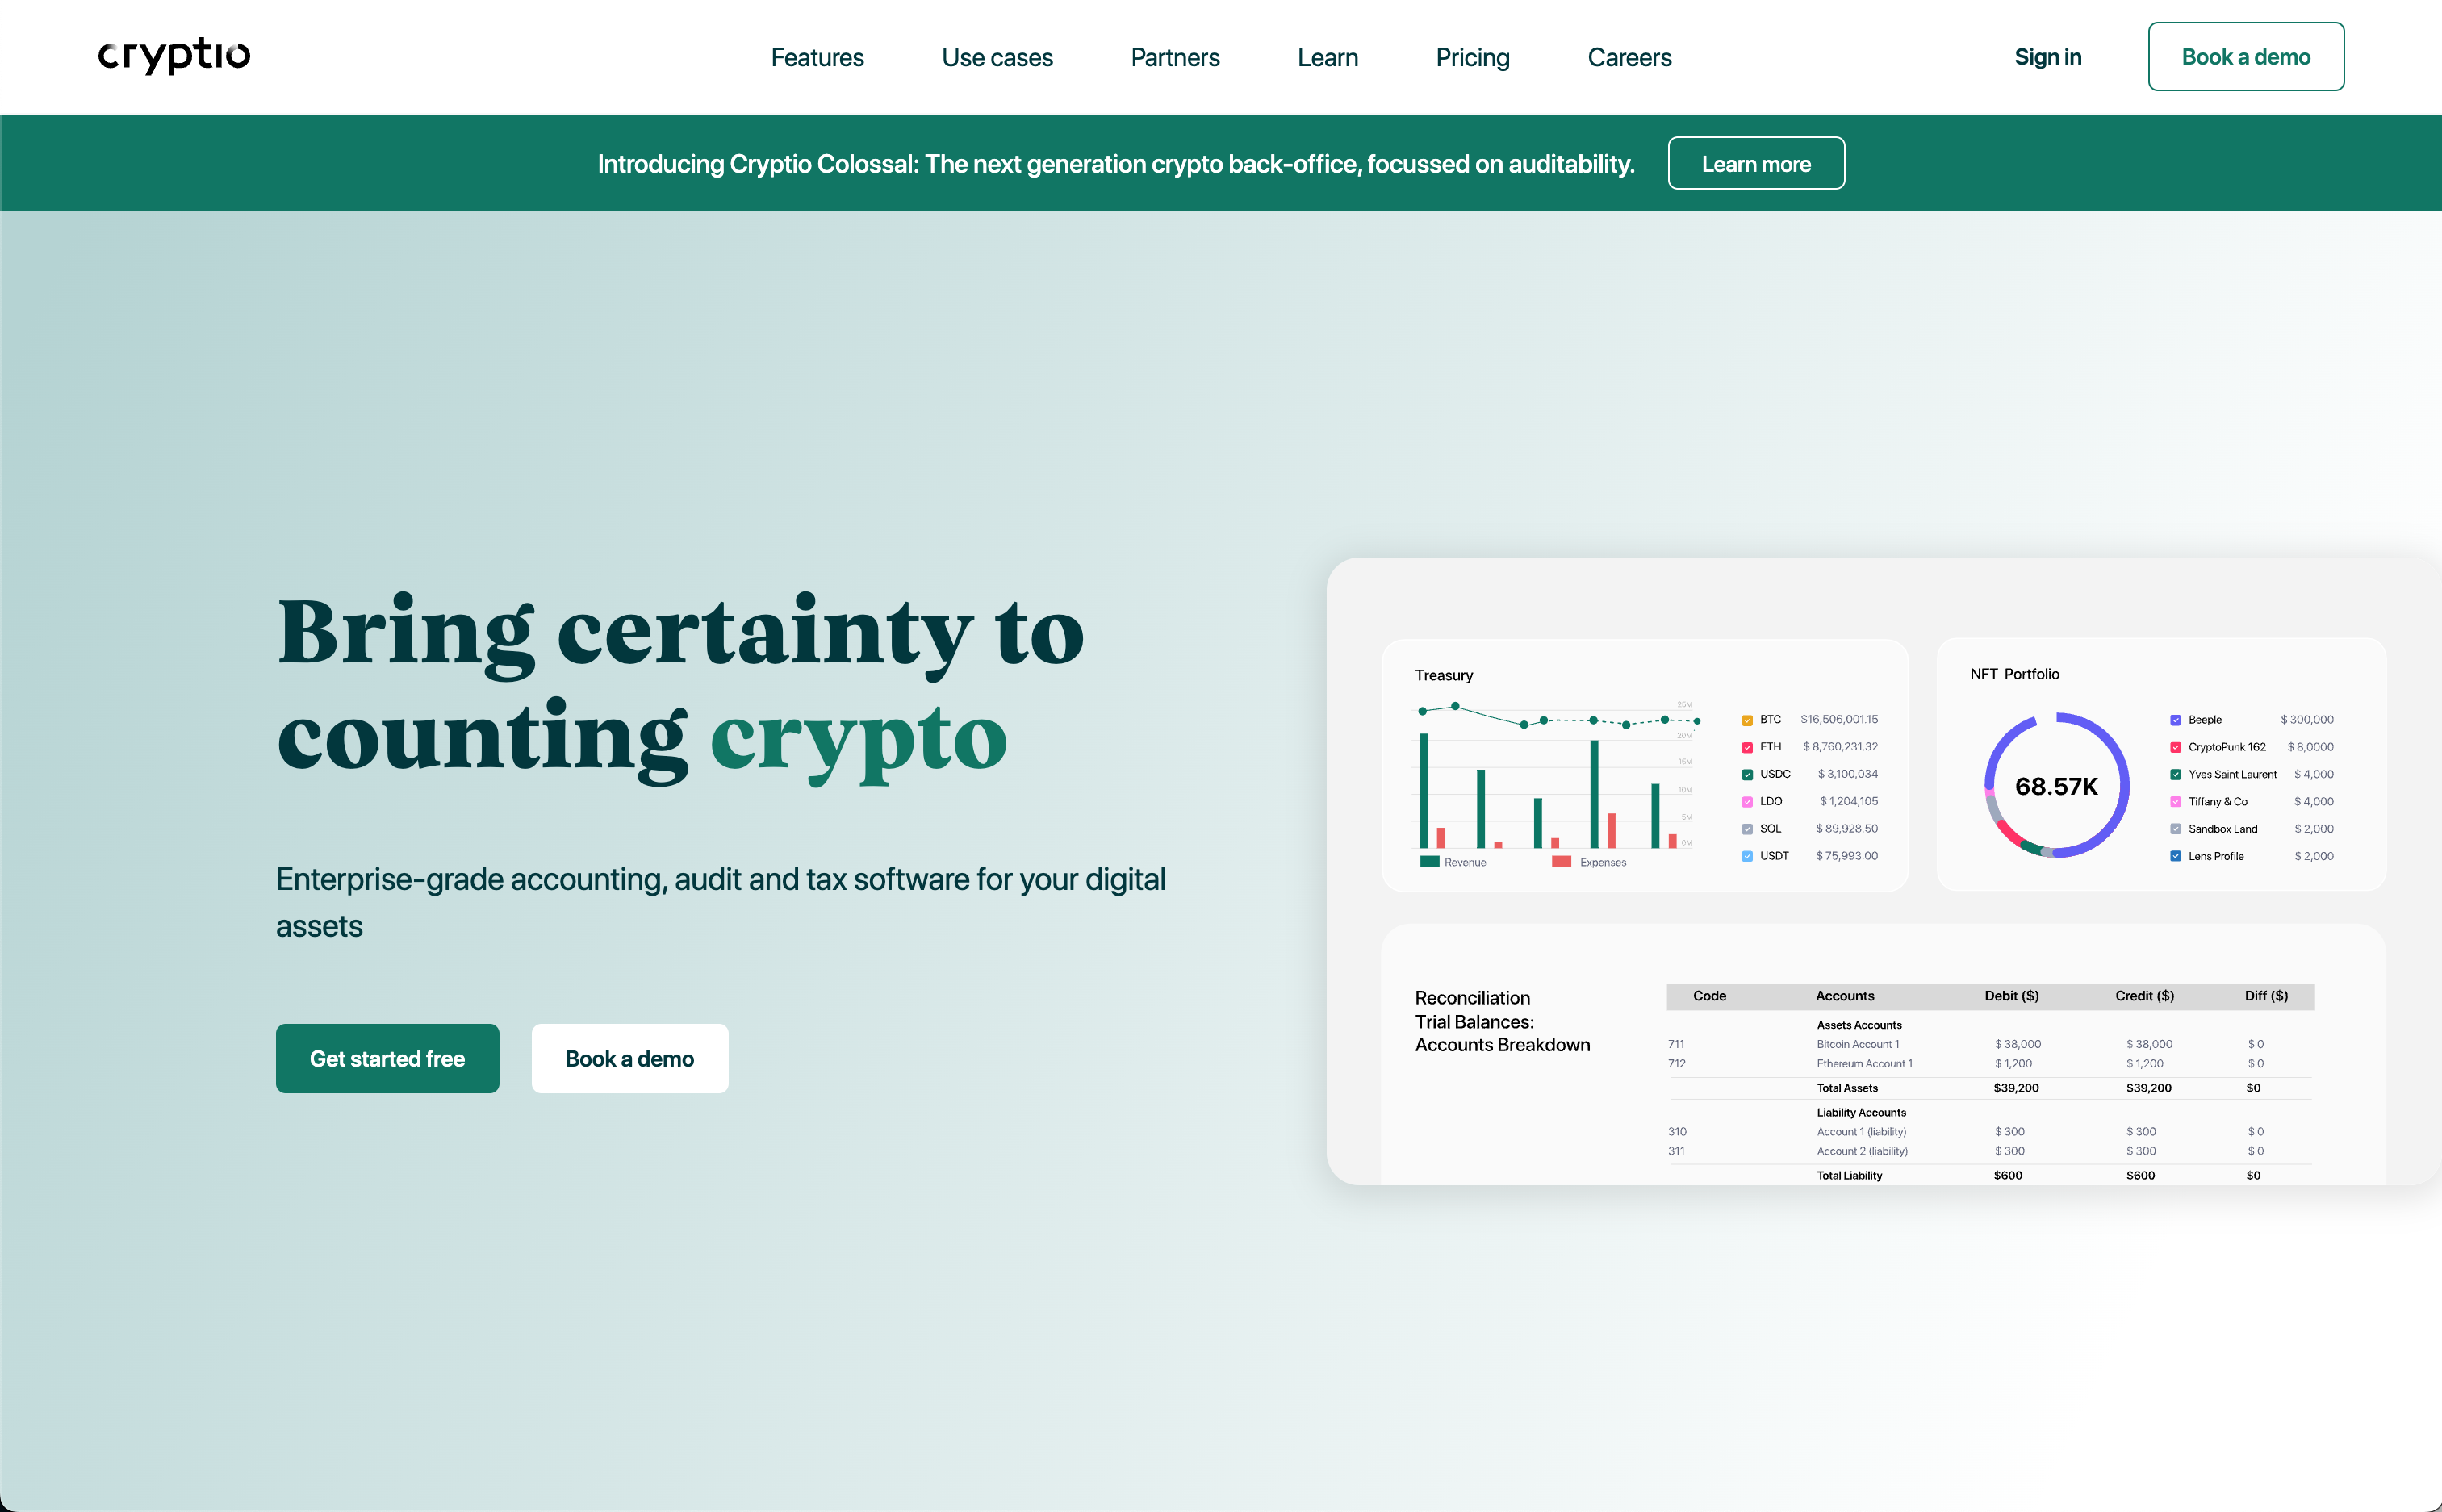 cryptio
Features Use cases Partners Learn Pricing Careers Sign in Book a demo
Introducing Cryptio Colossal: The next generation crypto back-office, focussed on auditability. Learn more
Bring certainty to
counting crypto
Enterprise-grade accounting, audit and tax software for your digital
assets
Get started free Book a demo
Treasury
25M
20M
15M
10M
5M
0M
Revenue Expenses
BTC $16,506,001.15
ETH $ 8,760,231.32
USDC $ 3,100,034
LDO $ 1,204,105
SOL $ 89,928.50
USDT $ 75,993.00
NFT Portfolio
68.57K
Beeple $ 300,000
CryptoPunk 162 $ 8,0000
Yves Saint Laurent $ 4,000
Tiffany & Co $ 4,000
Sandbox Land $ 2,000
Lens Profile $ 2,000
Reconciliation
Trial Balances:
Accounts Breakdown
Code Accounts Debit ($) Credit ($) Diff ($)
Assets Accounts
711 Bitcoin Account 1 $ 38,000 $ 38,000 $ 0
712 Ethereum Account 1 $ 1,200 $ 1,200 $ 0
Total Assets $39,200 $39,200 $0
Liability Accounts
310 Account 1 (liability) $ 300 $ 300 $ 0
311 Account 2 (liability) $ 300 $ 300 $ 0
Total Liability $600 $600 $0